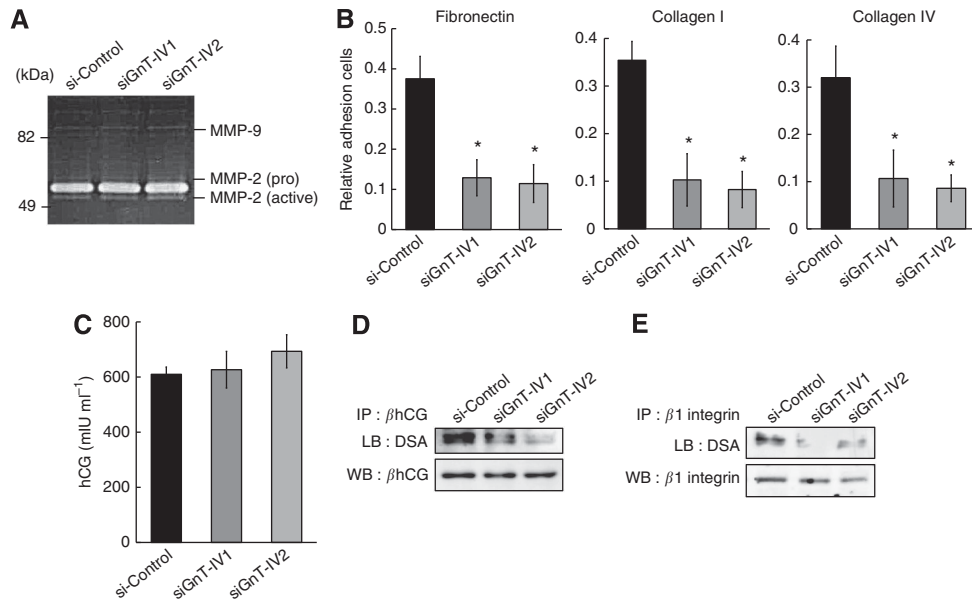 A
(kDa)
si-Control
siGnT-IV1
siGnT-IV2
82
49
MMP-9
MMP-2 (pro)
MMP-2 (active)
B
Fibronectin
Relative adhesion cells
0.5
0.4
0.3
0.2
0.1
0
*
*
si-Control
siGnT-IV1
siGnT-IV2
Collagen I
0.4
0.3
0.2
0.1
0
*
*
si-Control
siGnT-IV1
siGnT-IV2
Collagen IV
0.4
0.3
0.2
0.1
0
*
*
si-Control
siGnT-IV1
siGnT-IV2
C
hCG (mIU ml⁻¹)
800
600
400
200
0
si-Control
siGnT-IV1
siGnT-IV2
D
si-Control
siGnT-IV1
siGnT-IV2
IP : βhCG
LB : DSA
WB : βhCG
E
si-Control
siGnT-IV1
siGnT-IV2
IP : β1 integrin
LB : DSA
WB : β1 integrin